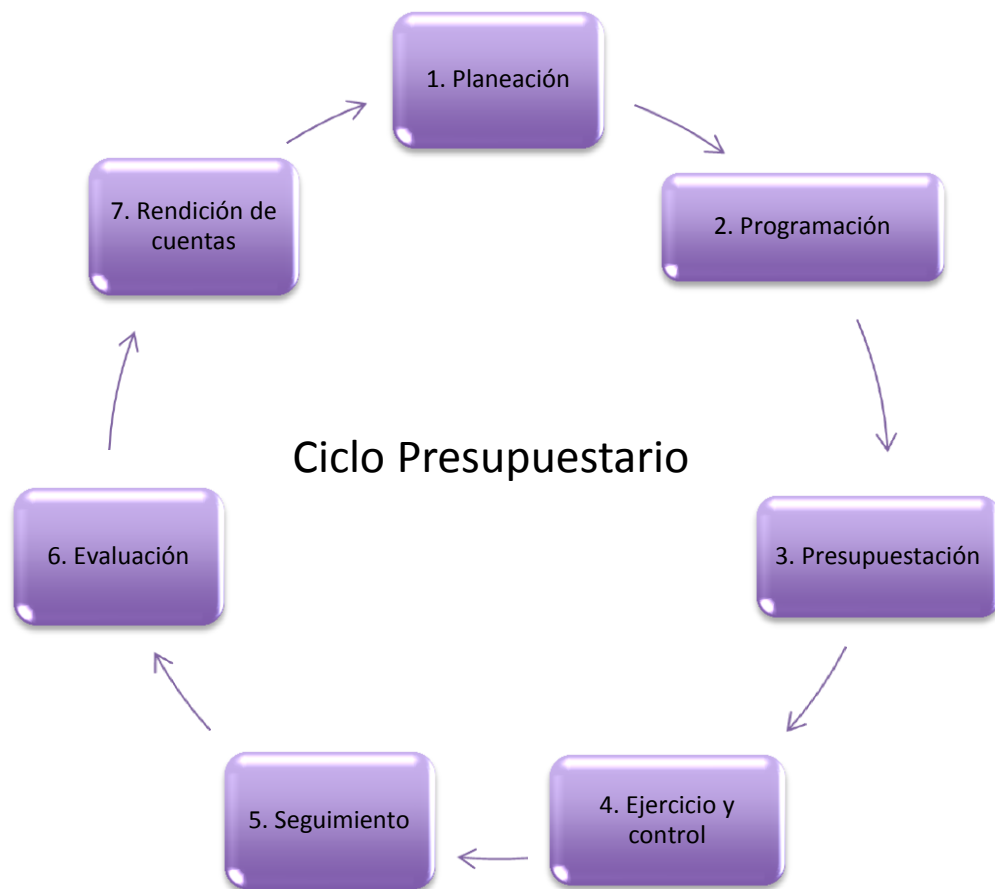 1. Planeación
2. Programación
3. Presupuestación
4. Ejercicio y
control
5. Seguimiento
6. Evaluación
7. Rendición de
cuentas
Ciclo Presupuestario